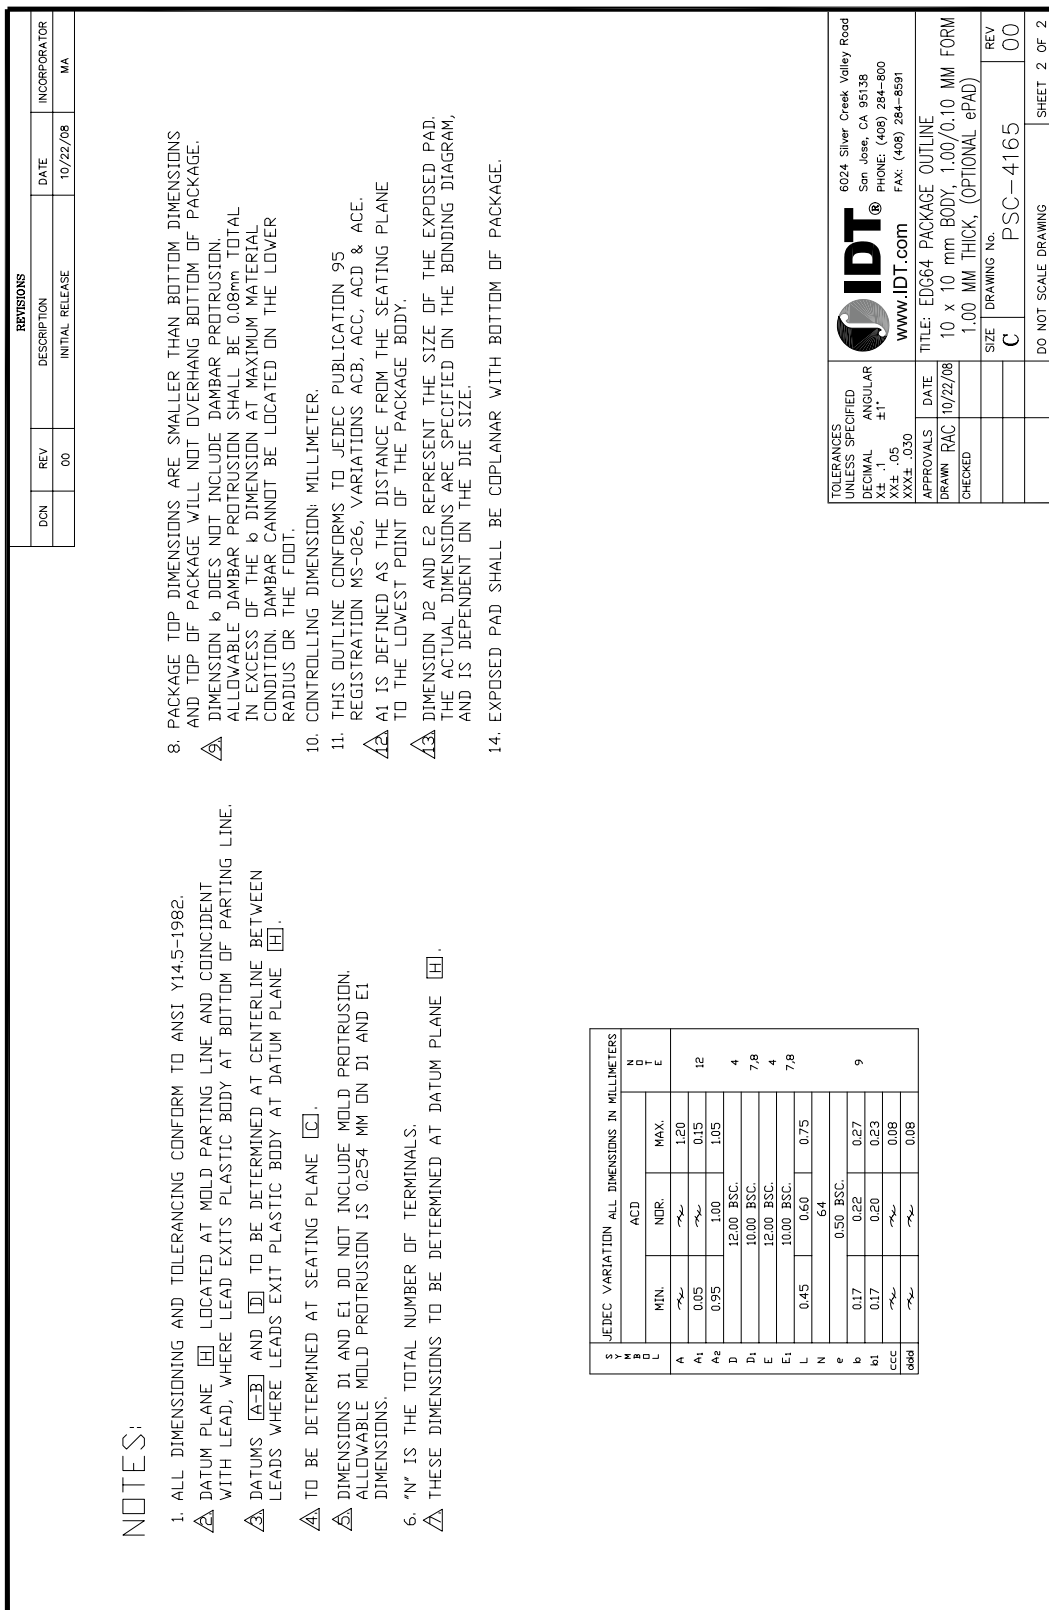 REVISIONS
DCN REV DESCRIPTION DATE INCORPORATOR
00 INITIAL RELEASE 10/22/08 MA
NOTES:
1. ALL DIMENSIONING AND TOLERANCING CONFORM TO ANSI Y14.5-1982.
2. DATUM PLANE H LOCATED AT MOLD PARTING LINE AND COINCIDENT
WITH LEAD, WHERE LEAD EXITS PLASTIC BODY AT BOTTOM OF PARTING LINE.
3. DATUMS A-B AND D TO BE DETERMINED AT CENTERLINE BETWEEN
LEADS WHERE LEADS EXIT PLASTIC BODY AT DATUM PLANE H.
4. TO BE DETERMINED AT SEATING PLANE C.
5. DIMENSIONS D1 AND E1 DO NOT INCLUDE MOLD PROTRUSION.
ALLOWABLE MOLD PROTRUSION IS 0.254 MM ON D1 AND E1
DIMENSIONS.
6. "N" IS THE TOTAL NUMBER OF TERMINALS.
7. THESE DIMENSIONS TO BE DETERMINED AT DATUM PLANE H.
8. PACKAGE TOP DIMENSIONS ARE SMALLER THAN BOTTOM DIMENSIONS
AND TOP OF PACKAGE WILL NOT OVERHANG BOTTOM OF PACKAGE.
9. DIMENSION b DOES NOT INCLUDE DAMBAR PROTRUSION.
ALLOWABLE DAMBAR PROTRUSION SHALL BE 0.08mm TOTAL
IN EXCESS OF THE b DIMENSION AT MAXIMUM MATERIAL
CONDITION. DAMBAR CANNOT BE LOCATED ON THE LOWER
RADIUS OR THE FOOT.
10. CONTROLLING DIMENSION: MILLIMETER.
11. THIS OUTLINE CONFORMS TO JEDEC PUBLICATION 95
REGISTRATION MS-026, VARIATIONS ACB, ACC, ACD & ACE.
12. A1 IS DEFINED AS THE DISTANCE FROM THE SEATING PLANE
TO THE LOWEST POINT OF THE PACKAGE BODY.
13. DIMENSION D2 AND E2 REPRESENT THE SIZE OF THE EXPOSED PAD.
THE ACTUAL DIMENSIONS ARE SPECIFIED ON THE BONDING DIAGRAM,
AND IS DEPENDENT ON THE DIE SIZE.
14. EXPOSED PAD SHALL BE COPLANAR WITH BOTTOM OF PACKAGE.
SYMBOL JEDEC VARIATION ALL DIMENSIONS IN MILLIMETERS NOTE
ACD
MIN. NOR. MAX.
A 1.20
A1 0.05 0.15 12
A2 0.95 1.00 1.05
D 12.00 BSC. 4
D1 10.00 BSC. 7,8
E 12.00 BSC. 4
E1 10.00 BSC. 7,8
L 0.45 0.60 0.75
N 64
e 0.50 BSC.
b 0.17 0.22 0.27 9
b1 0.17 0.20 0.23
ccc 0.08
ddd 0.08
TOLERANCES
UNLESS SPECIFIED
DECIMAL ANGULAR
X± .1 ±1°
XX± .05
XXX± .030
IDT®
www.IDT.com
6024 Silver Creek Valley Road
San Jose, CA 95138
PHONE: (408) 284-800
FAX: (408) 284-8591
APPROVALS DATE
DRAWN RAC 10/22/08
CHECKED
TITLE: EDG64 PACKAGE OUTLINE
10 x 10 mm BODY, 1.00/0.10 MM FORM
1.00 MM THICK, (OPTIONAL ePAD)
SIZE DRAWING No. REV
C PSC-4165 00
DO NOT SCALE DRAWING SHEET 2 OF 2